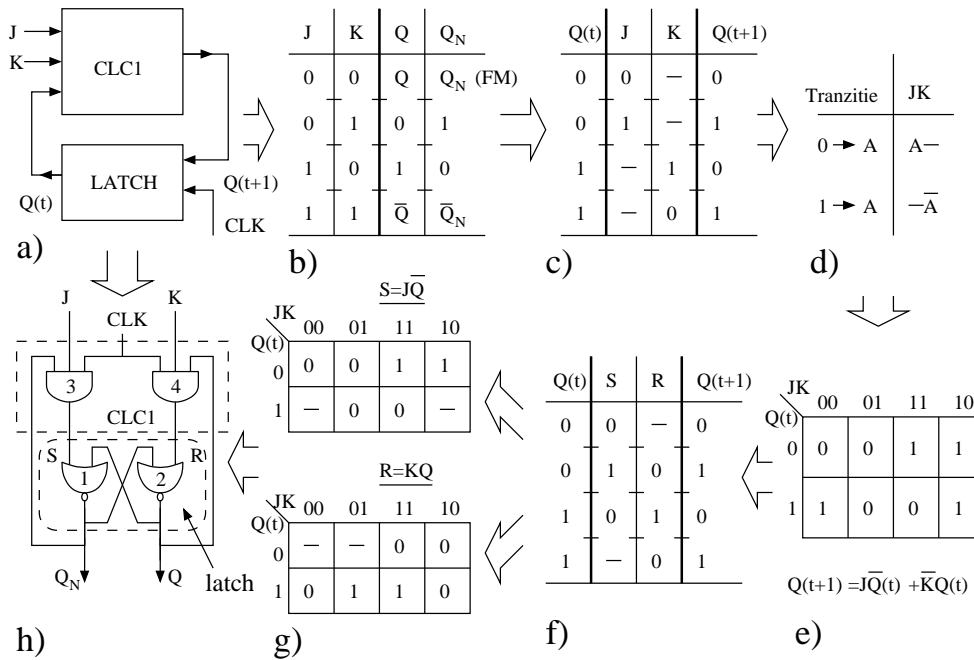 J
K
CLC1
LATCH
Q(t)
Q(t+1)
CLK
a)
J K Q Q_N
0 0 Q Q_N (FM)
0 1 0 1
1 0 1 0
1 1 Q̅ Q̅_N
b)
Q(t) J K Q(t+1)
0 0 — 0
0 1 — 1
1 — 1 0
1 — 0 1
c)
Tranzitie JK
0 → A A—
1 → A —A̅
d)
JK
Q(t)
00 01 11 10
0 0 0 1 1
1 1 0 0 1
Q(t+1) =JQ̅(t) +K̅Q(t)
e)
Q(t) S R Q(t+1)
0 0 — 0
0 1 0 1
1 0 1 0
1 — 0 1
f)
S=JQ̅
JK
Q(t)
00 01 11 10
0 0 0 1 1
1 — 0 0 —
R=KQ
JK
Q(t)
00 01 11 10
0 — — 0 0
1 0 1 1 0
g)
J K
CLK
3 4
CLC1
S R
1 2
Q_N Q
latch
h)